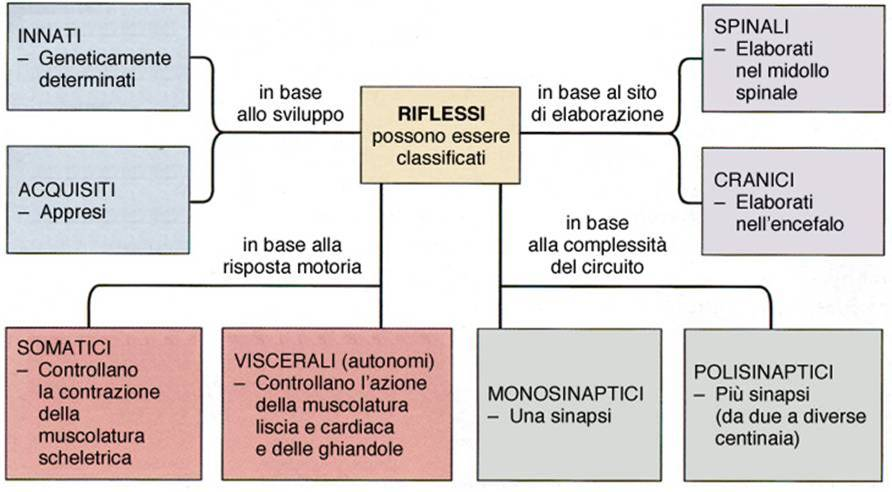 INNATI
– Geneticamente
determinati
ACQUISITI
– Appresi
in base
allo sviluppo
RIFLESSI
possono essere
classificati
in base al sito
di elaborazione
SPINALI
– Elaborati
nel midollo
spinale
CRANICI
– Elaborati
nell'encefalo
in base alla
risposta motoria
in base
alla complessità
del circuito
SOMATICI
– Controllano
la contrazione
della
muscolatura
scheletrica
VISCERALI (autonomi)
– Controllano l'azione
della muscolatura
liscia e cardiaca
e delle ghiandole
MONOSINAPTICI
– Una sinapsi
POLISINAPTICI
– Più sinapsi
(da due a diverse
centinaia)